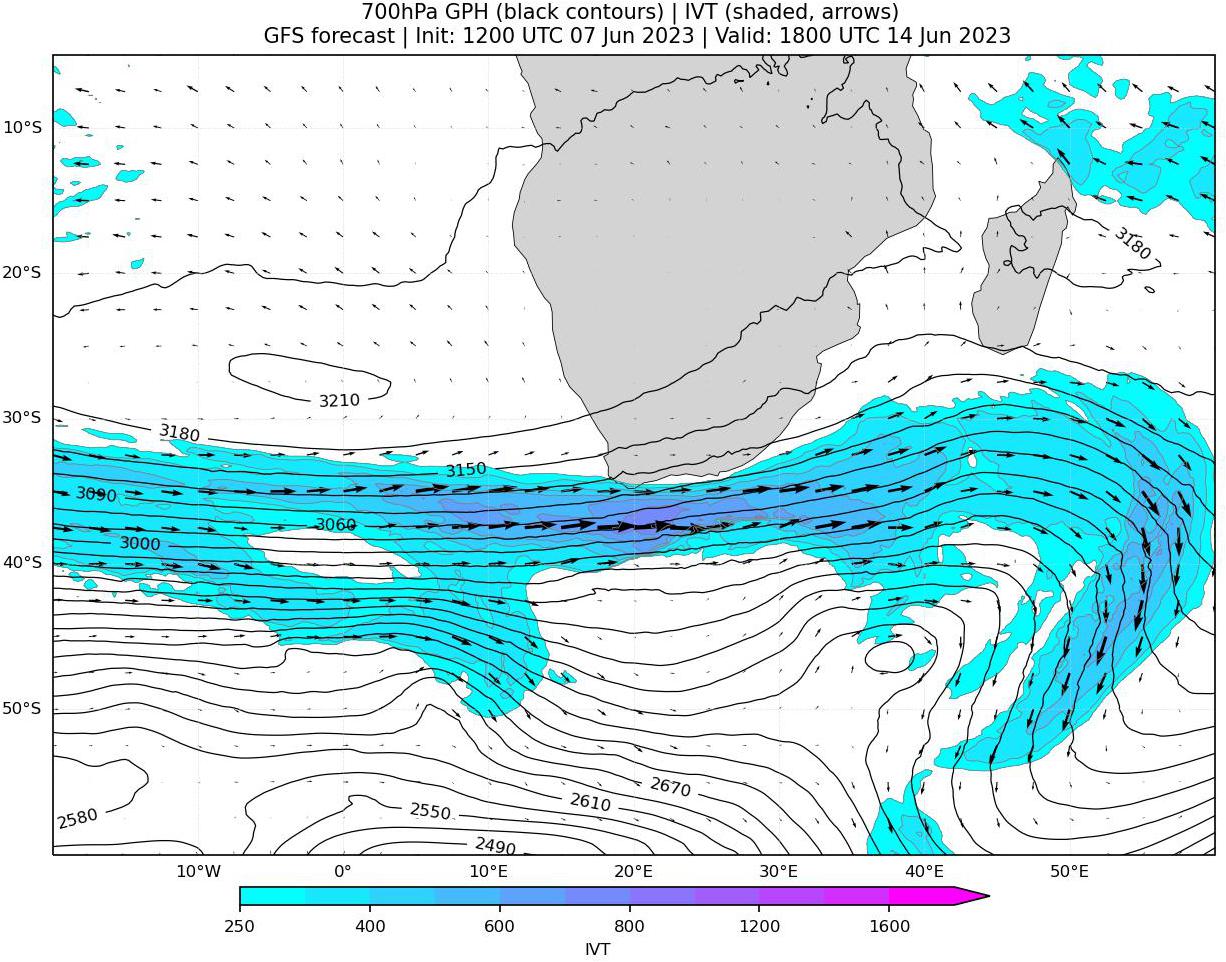 700hPa GPH (black contours) | IVT (shaded, arrows)
GFS forecast | Init: 1200 UTC 07 Jun 2023 | Valid: 1800 UTC 14 Jun 2023
10°S
3180
20°S
3210
30°S
3180
3150
3090
3060
3000
40°S
50°S
2670
2610
2580
2550
2490
10°W 0° 10°E 20°E 30°E 40°E 50°E
250 400 600 800 1200 1600
IVT